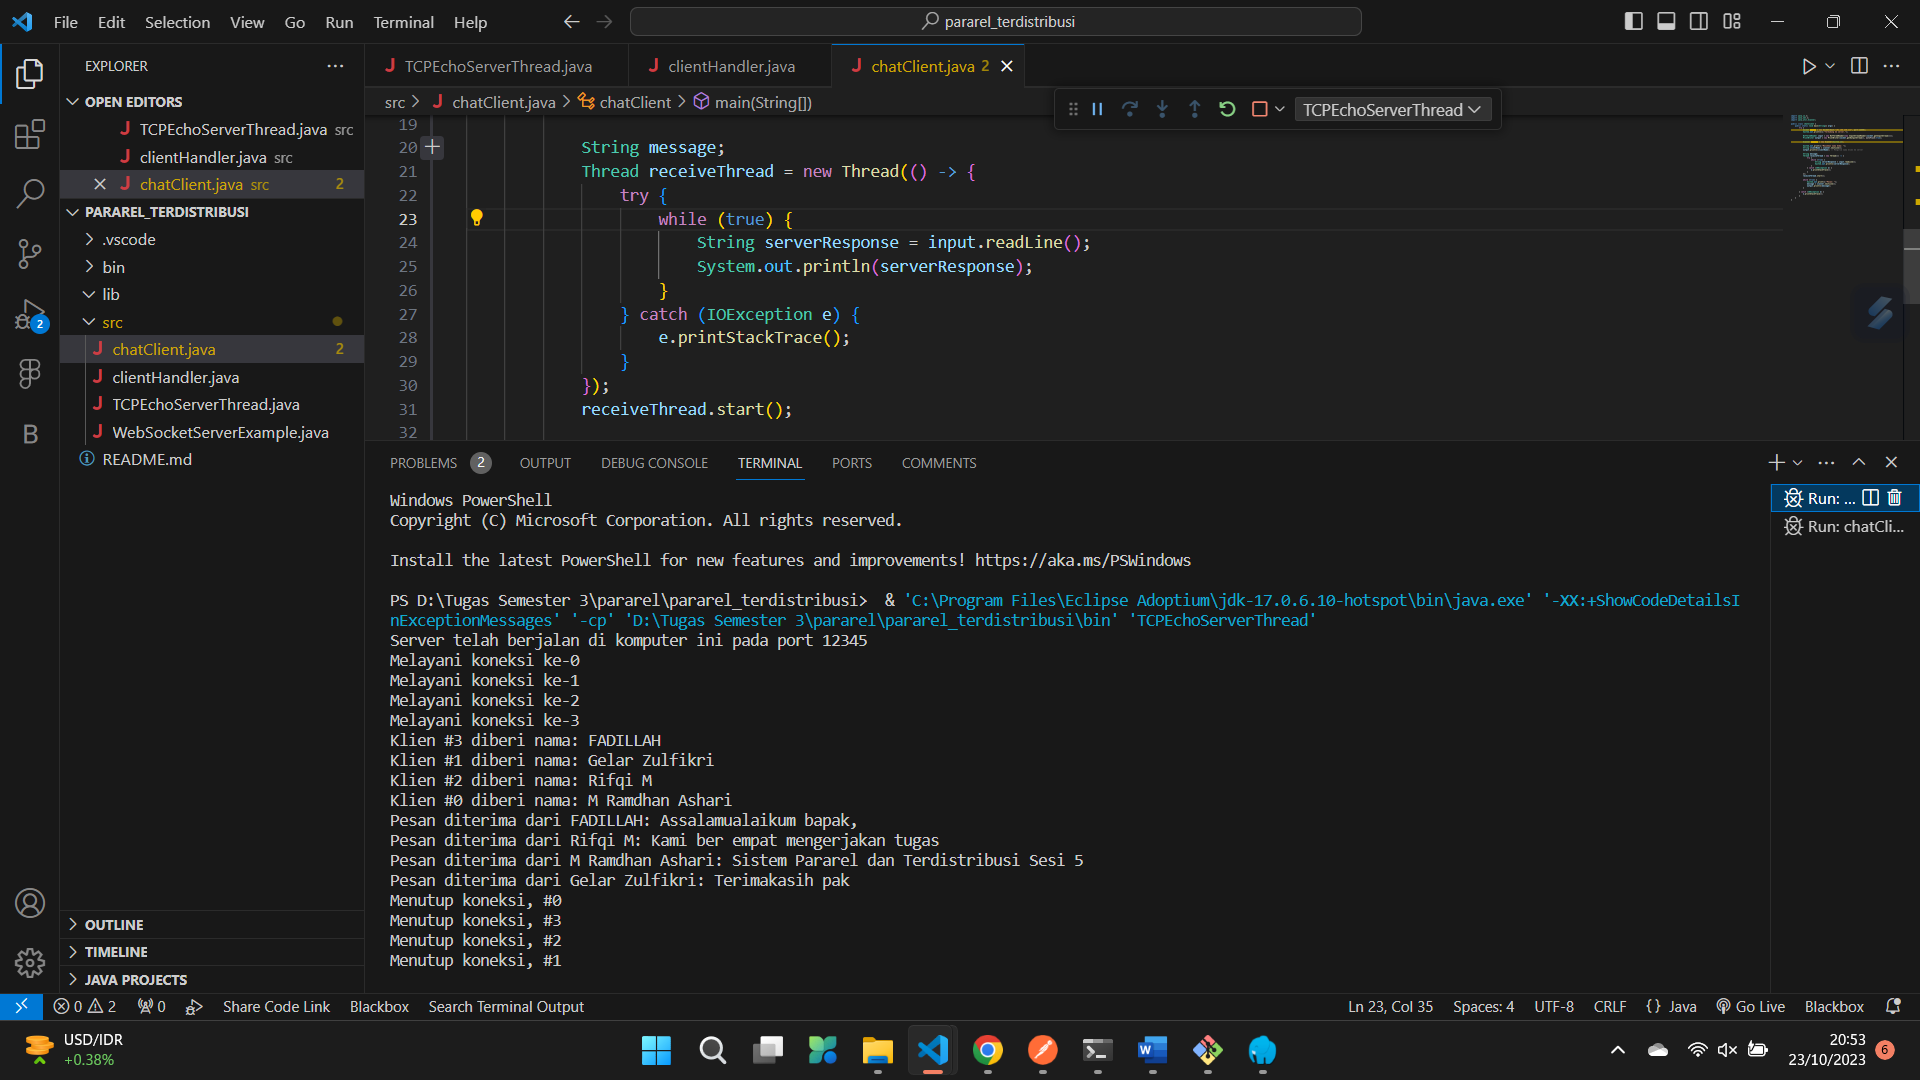 File Edit Selection View Go Run Terminal Help
pararel_terdistribusi
EXPLORER
OPEN EDITORS
TCPEchoServerThread.java src
clientHandler.java src
chatClient.java src 2
PARAREL_TERDISTRIBUSI
.vscode
bin
lib
src
chatClient.java 2
clientHandler.java
TCPEchoServerThread.java
WebSocketServerExample.java
README.md
OUTLINE
TIMELINE
JAVA PROJECTS
2
B
TCPEchoServerThread.java clientHandler.java chatClient.java 2
src > chatClient.java > chatClient > main(String[])
TCPEchoServerThread
19
20 String message;
21 Thread receiveThread = new Thread(() -> {
22 try {
23 while (true) {
24 String serverResponse = input.readLine();
25 System.out.println(serverResponse);
26 }
27 } catch (IOException e) {
28 e.printStackTrace();
29 }
30 });
31 receiveThread.start();
32
PROBLEMS 2 OUTPUT DEBUG CONSOLE TERMINAL PORTS COMMENTS
Run: ...
Run: chatCli...
Windows PowerShell
Copyright (C) Microsoft Corporation. All rights reserved.
Install the latest PowerShell for new features and improvements! https://aka.ms/PSWindows
PS D:\Tugas Semester 3\pararel\pararel_terdistribusi>  & 'C:\Program Files\Eclipse Adoptium\jdk-17.0.6.10-hotspot\bin\java.exe' '-XX:+ShowCodeDetailsI
nExceptionMessages' '-cp' 'D:\Tugas Semester 3\pararel\pararel_terdistribusi\bin' 'TCPEchoServerThread'
Server telah berjalan di komputer ini pada port 12345
Melayani koneksi ke-0
Melayani koneksi ke-1
Melayani koneksi ke-2
Melayani koneksi ke-3
Klien #3 diberi nama: FADILLAH
Klien #1 diberi nama: Gelar Zulfikri
Klien #2 diberi nama: Rifqi M
Klien #0 diberi nama: M Ramdhan Ashari
Pesan diterima dari FADILLAH: Assalamualaikum bapak,
Pesan diterima dari Rifqi M: Kami ber empat mengerjakan tugas
Pesan diterima dari M Ramdhan Ashari: Sistem Pararel dan Terdistribusi Sesi 5
Pesan diterima dari Gelar Zulfikri: Terimakasih pak
Menutup koneksi, #0
Menutup koneksi, #3
Menutup koneksi, #2
Menutup koneksi, #1
0 2 0 Share Code Link Blackbox Search Terminal Output Ln 23, Col 35 Spaces: 4 UTF-8 CRLF {} Java Go Live Blackbox
USD/IDR
+0.38%
20:53
23/10/2023 6